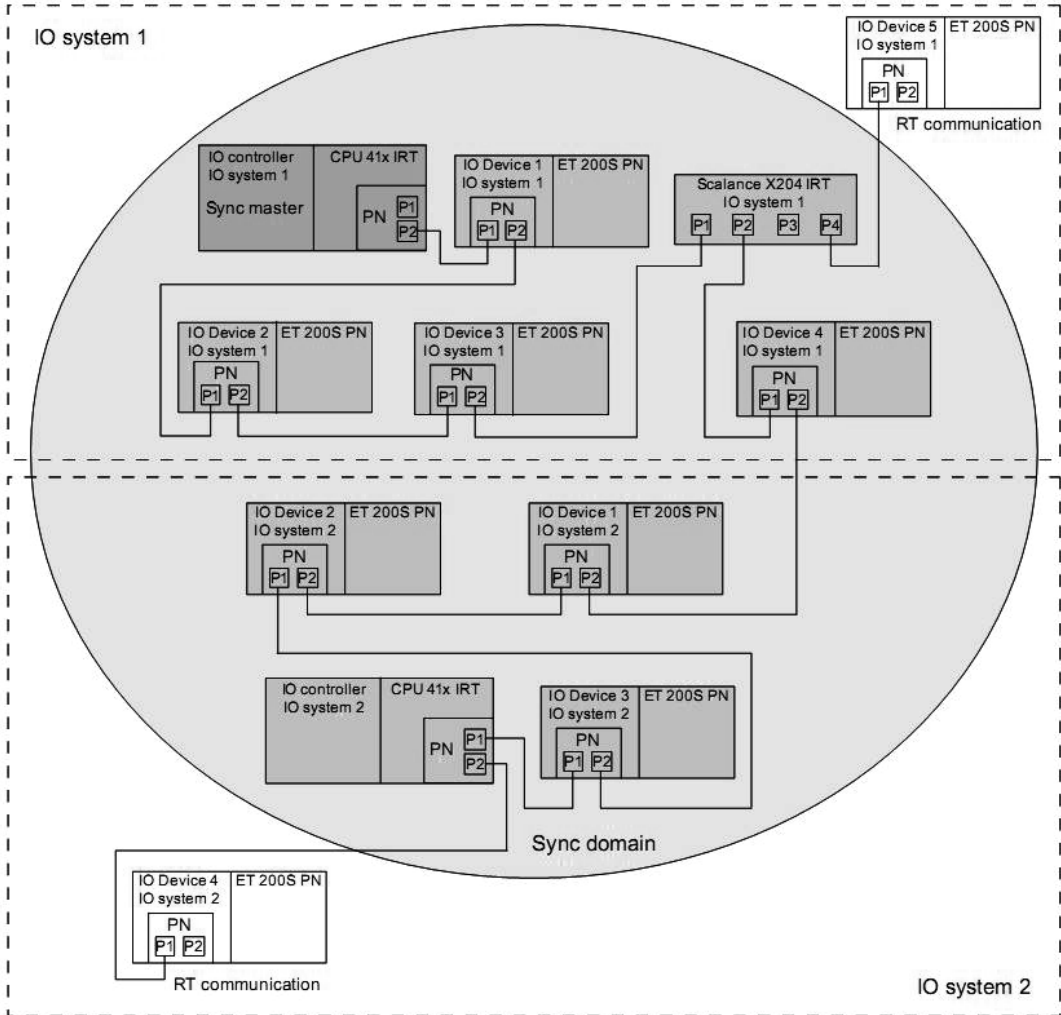 IO system 1
IO Device 5
IO system 1
ET 200S PN
PN
P1 P2
RT communication
IO controller
IO system 1
Sync master
CPU 41x IRT
PN
P1
P2
IO Device 1
IO system 1
ET 200S PN
PN
P1 P2
Scalance X204 IRT
IO system 1
P1 P2 P3 P4
IO Device 2
IO system 1
ET 200S PN
PN
P1 P2
IO Device 3
IO system 1
ET 200S PN
PN
P1 P2
IO Device 4
IO system 1
ET 200S PN
PN
P1 P2
IO Device 2
IO system 2
ET 200S PN
PN
P1 P2
IO Device 1
IO system 2
ET 200S PN
PN
P1 P2
IO controller
IO system 2
CPU 41x IRT
PN
P1
P2
IO Device 3
IO system 2
ET 200S PN
PN
P1 P2
Sync domain
IO Device 4
IO system 2
ET 200S PN
PN
P1 P2
RT communication
IO system 2